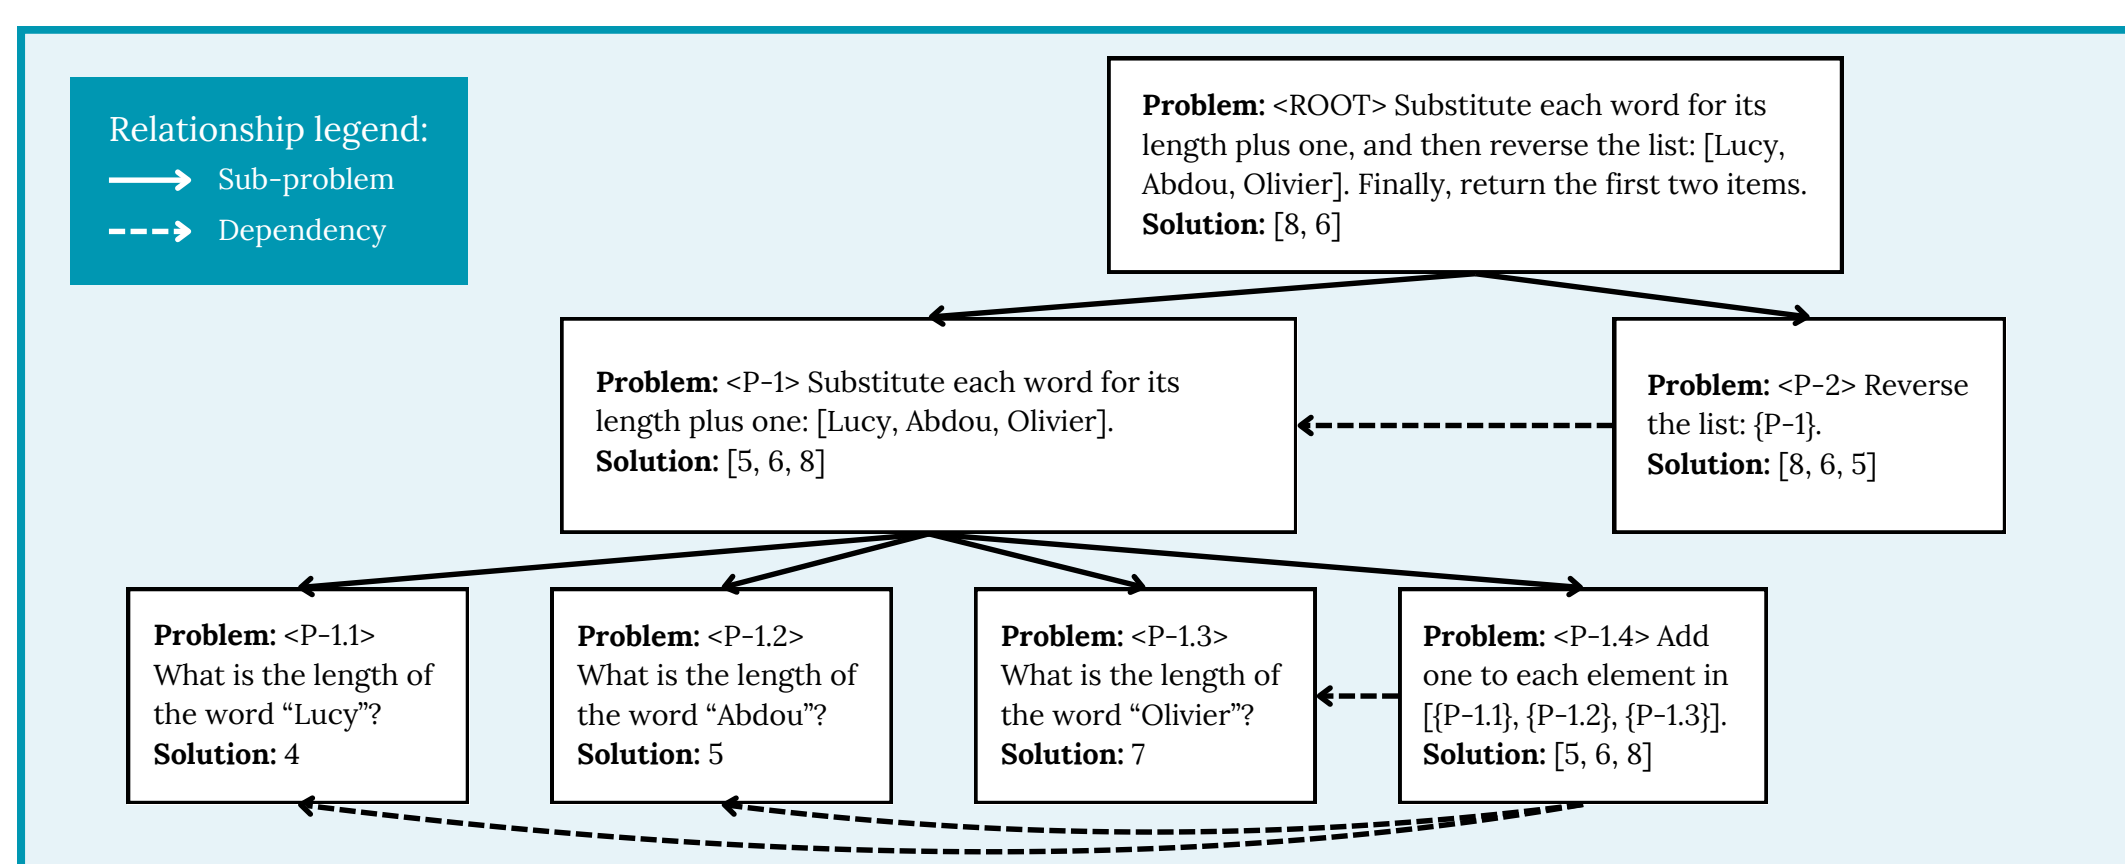 Relationship legend:
Sub-problem
Dependency
Problem: <ROOT> Substitute each word for its
length plus one, and then reverse the list: [Lucy,
Abdou, Olivier]. Finally, return the first two items.
Solution: [8, 6]
Problem: <P-1> Substitute each word for its
length plus one: [Lucy, Abdou, Olivier].
Solution: [5, 6, 8]
Problem: <P-2> Reverse
the list: {P-1}.
Solution: [8, 6, 5]
Problem: <P-1.1>
What is the length of
the word “Lucy”?
Solution: 4
Problem: <P-1.2>
What is the length of
the word “Abdou”?
Solution: 5
Problem: <P-1.3>
What is the length of
the word “Olivier”?
Solution: 7
Problem: <P-1.4> Add
one to each element in
[{P-1.1}, {P-1.2}, {P-1.3}].
Solution: [5, 6, 8]